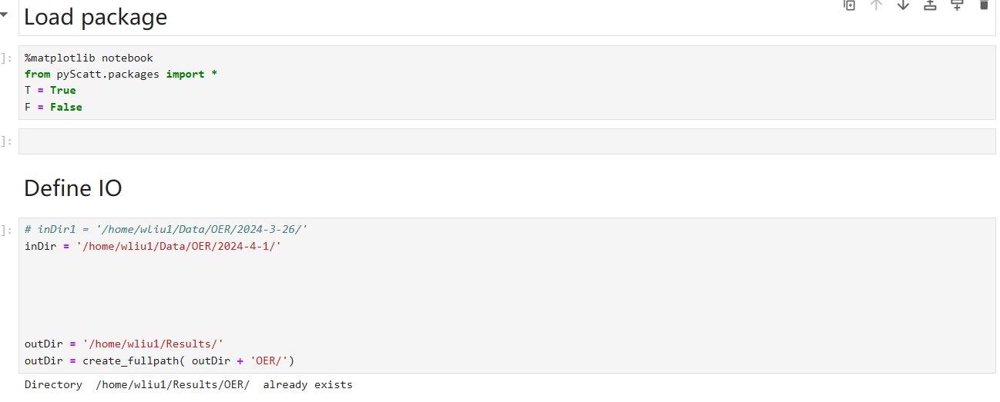 Load package
]:
%matplotlib notebook
from pyScatt.packages import *
T = True
F = False
]:
Define IO
]:
# inDir1 = '/home/wliu1/Data/OER/2024-3-26/'
inDir = '/home/wliu1/Data/OER/2024-4-1/'
outDir = '/home/wliu1/Results/'
outDir = create_fullpath( outDir + 'OER/')
Directory  /home/wliu1/Results/OER/  already exists